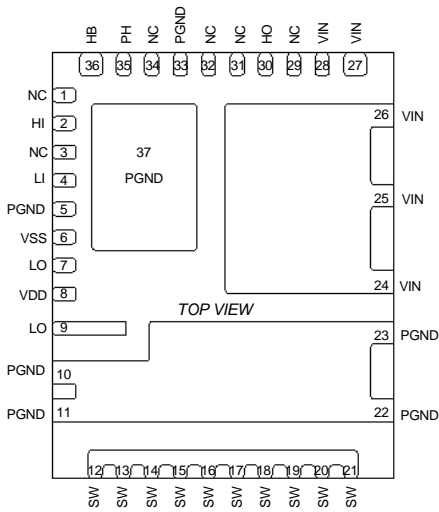 HB PH NC PGND NC NC HO NC VIN VIN
36 35 34 33 32 31 30 29 28 27
NC 1
HI 2
NC 3
LI 4
PGND 5
VSS 6
LO 7
VDD 8
LO 9
PGND 10
PGND 11
37
PGND
26 VIN
25 VIN
24 VIN
TOP VIEW
23 PGND
22 PGND
12 13 14 15 16 17 18 19 20 21
SW SW SW SW SW SW SW SW SW SW